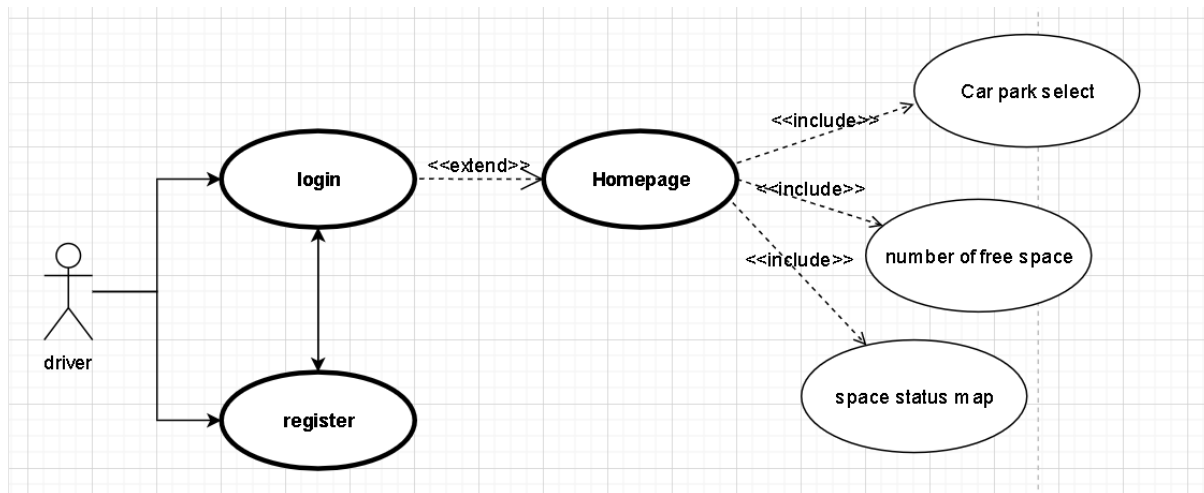 Car park select
<<include>>
<<extend>>
login
Homepage
<<include>>
number of free space
<<include>>
driver
space status map
register